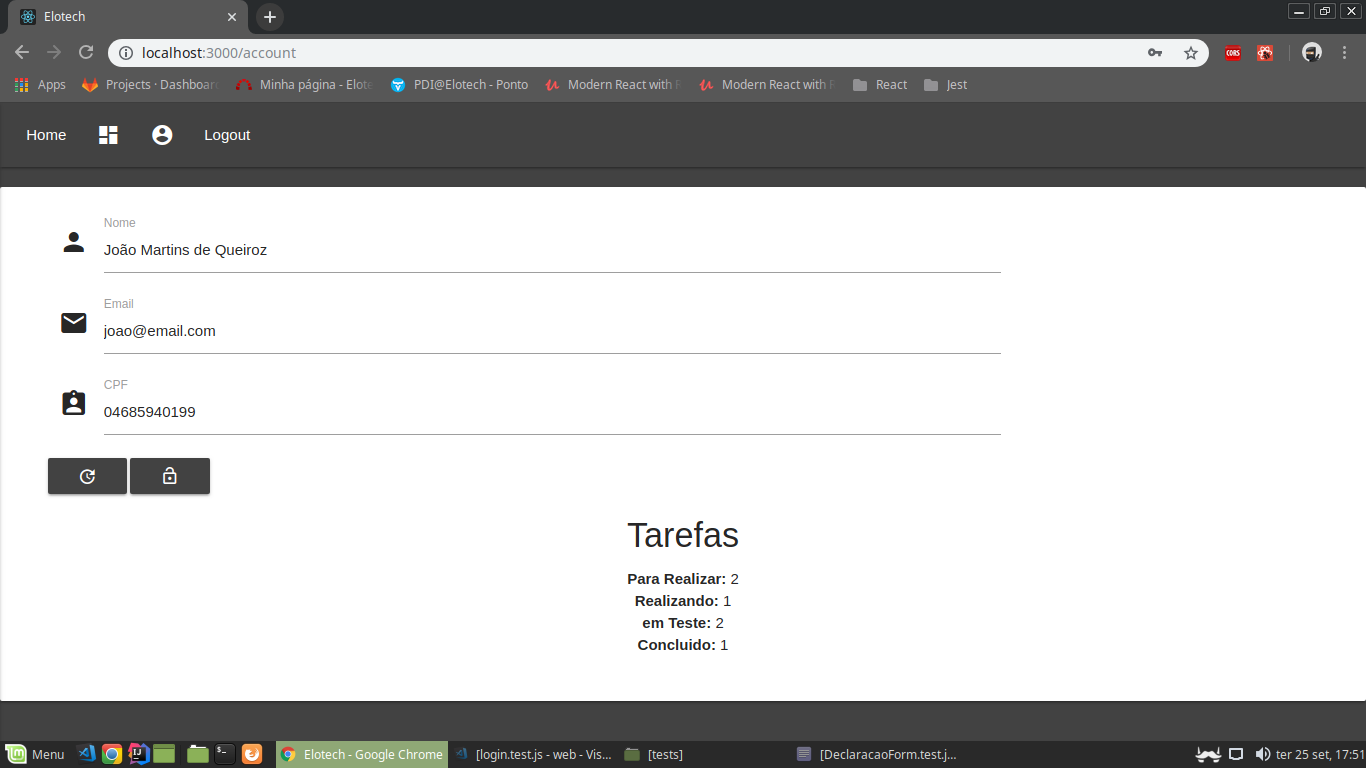 Elotech
localhost:3000/account
CORS
Apps Projects · Dashboard Minha página - Elote PDI@Elotech - Ponto Modern React with R Modern React with R React Jest
Home Logout
Nome
João Martins de Queiroz
Email
joao@email.com
CPF
04685940199
Tarefas
Para Realizar: 2
Realizando: 1
em Teste: 2
Concluido: 1
Menu Elotech - Google Chrome [login.test.js - web - Vis... [tests] [DeclaracaoForm.test.j... ter 25 set, 17:51